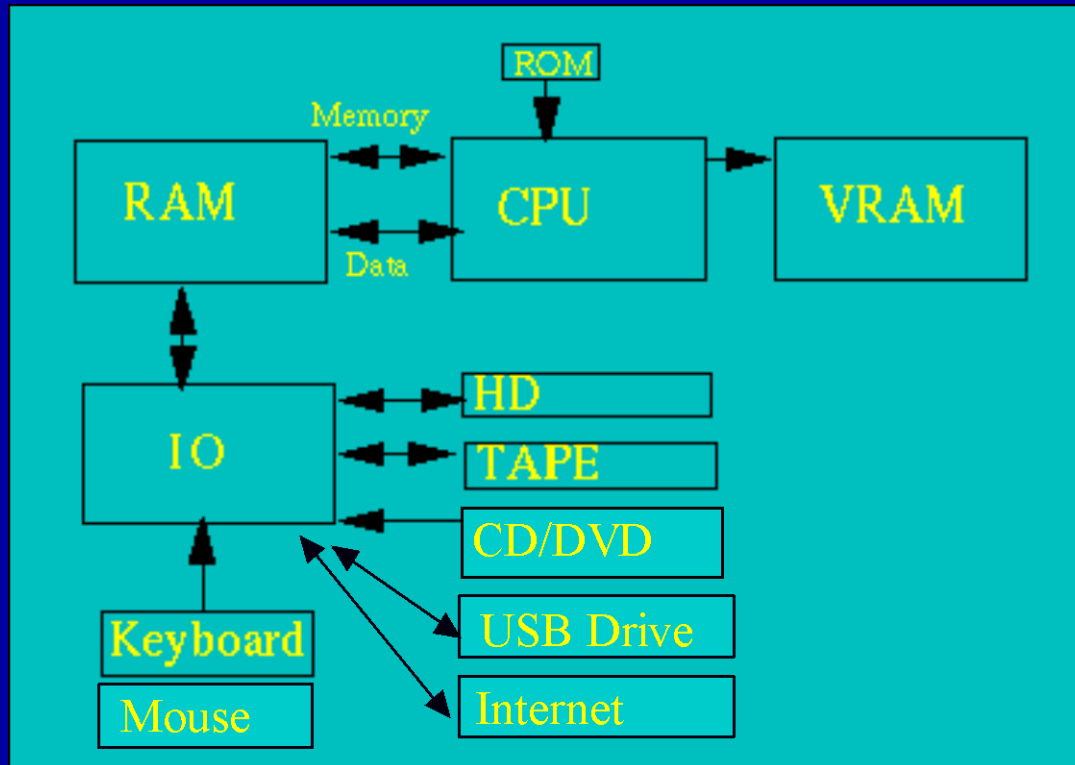 ROM
Memory
RAM
CPU
VRAM
Data
HD
IO
TAPE
CD/DVD
Keyboard
USB Drive
Mouse
Internet